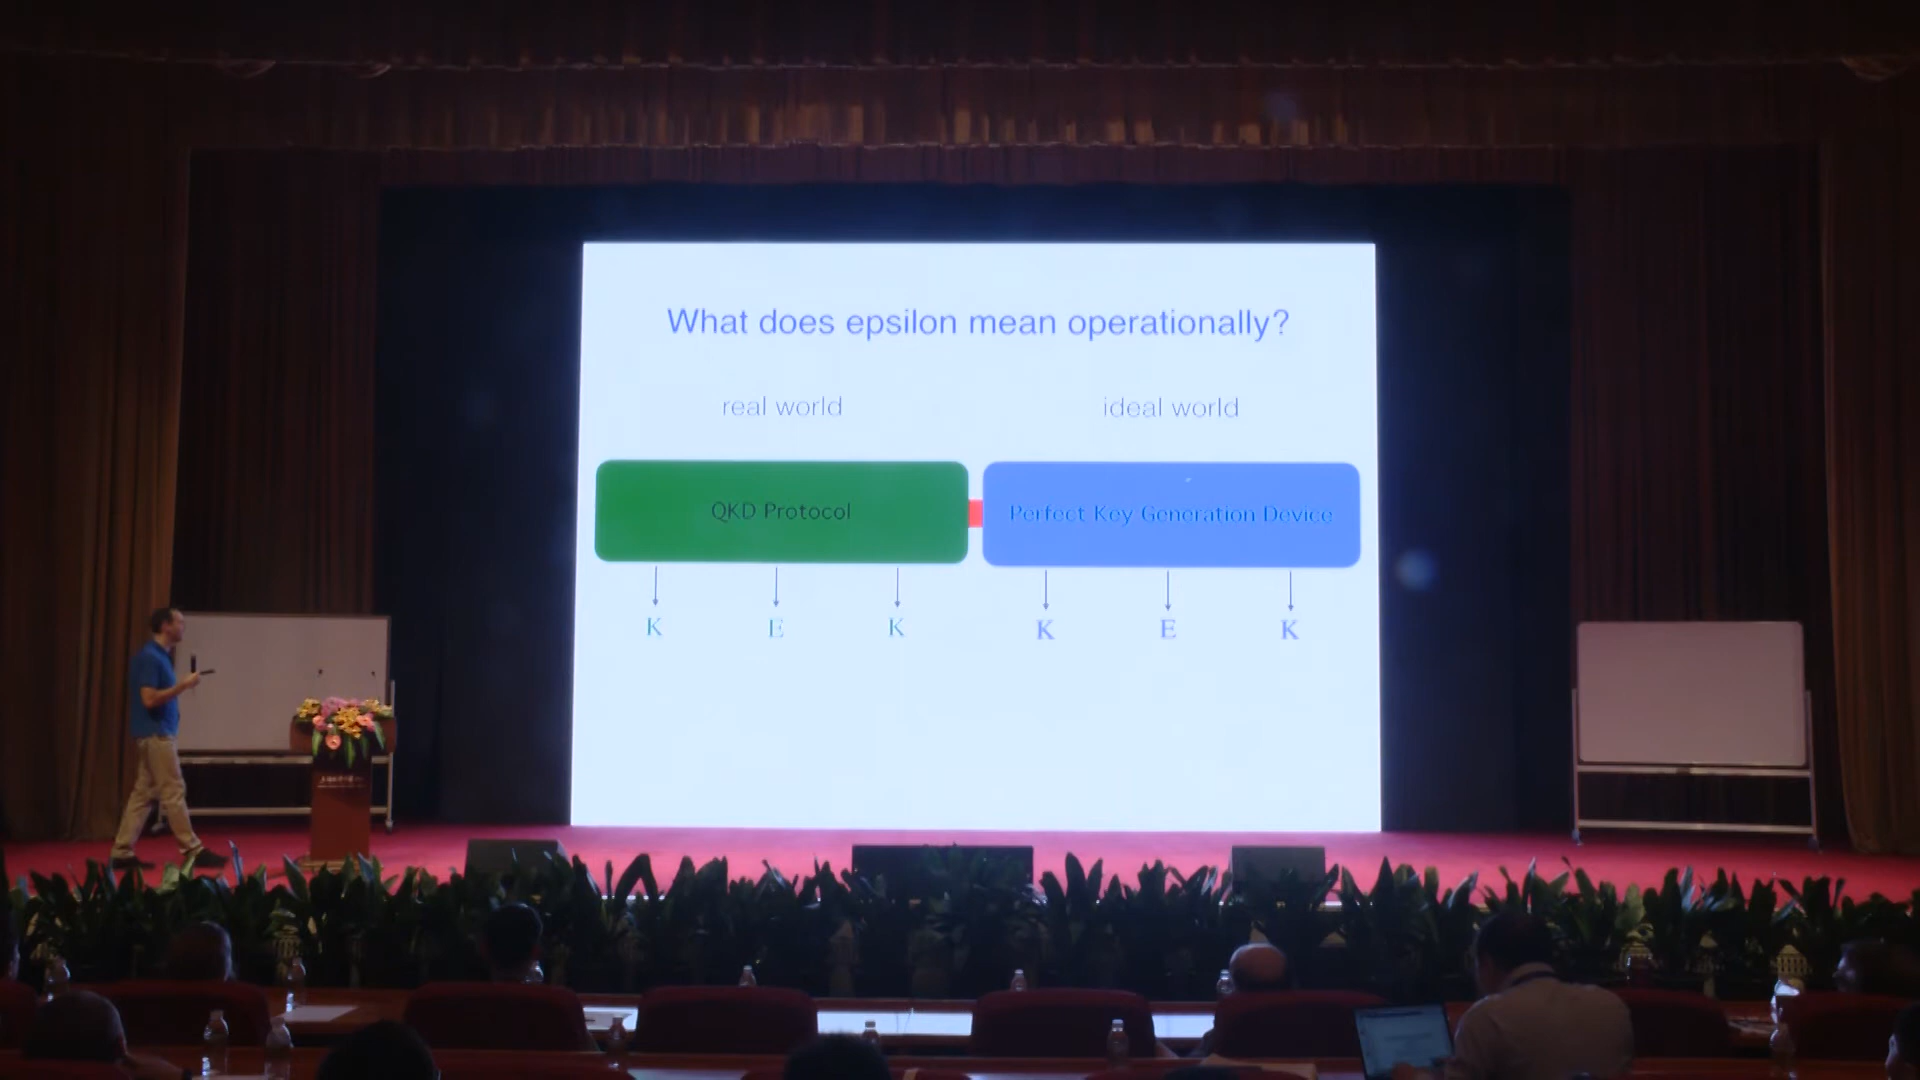 What does epsilon mean operationally?
real world
ideal world
QKD Protocol
Perfect Key Generation Device
K E K
K E K